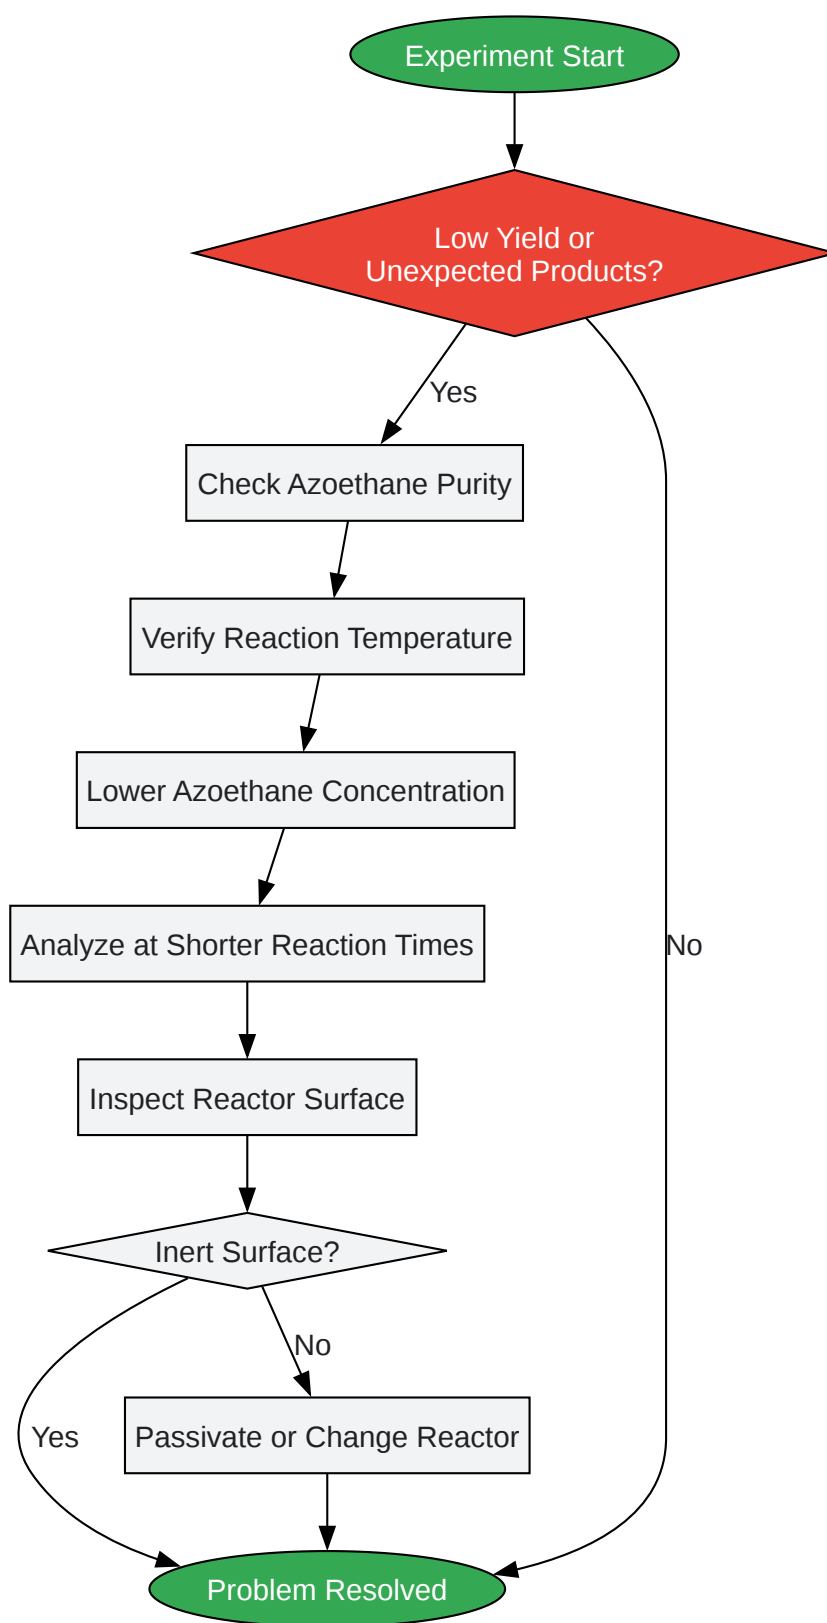 Experiment Start
Low Yield or
Unexpected Products?
Yes
Check Azoethane Purity
Verify Reaction Temperature
Lower Azoethane Concentration
Analyze at Shorter Reaction Times
No
Inspect Reactor Surface
Inert Surface?
No
Yes
Passivate or Change Reactor
Problem Resolved